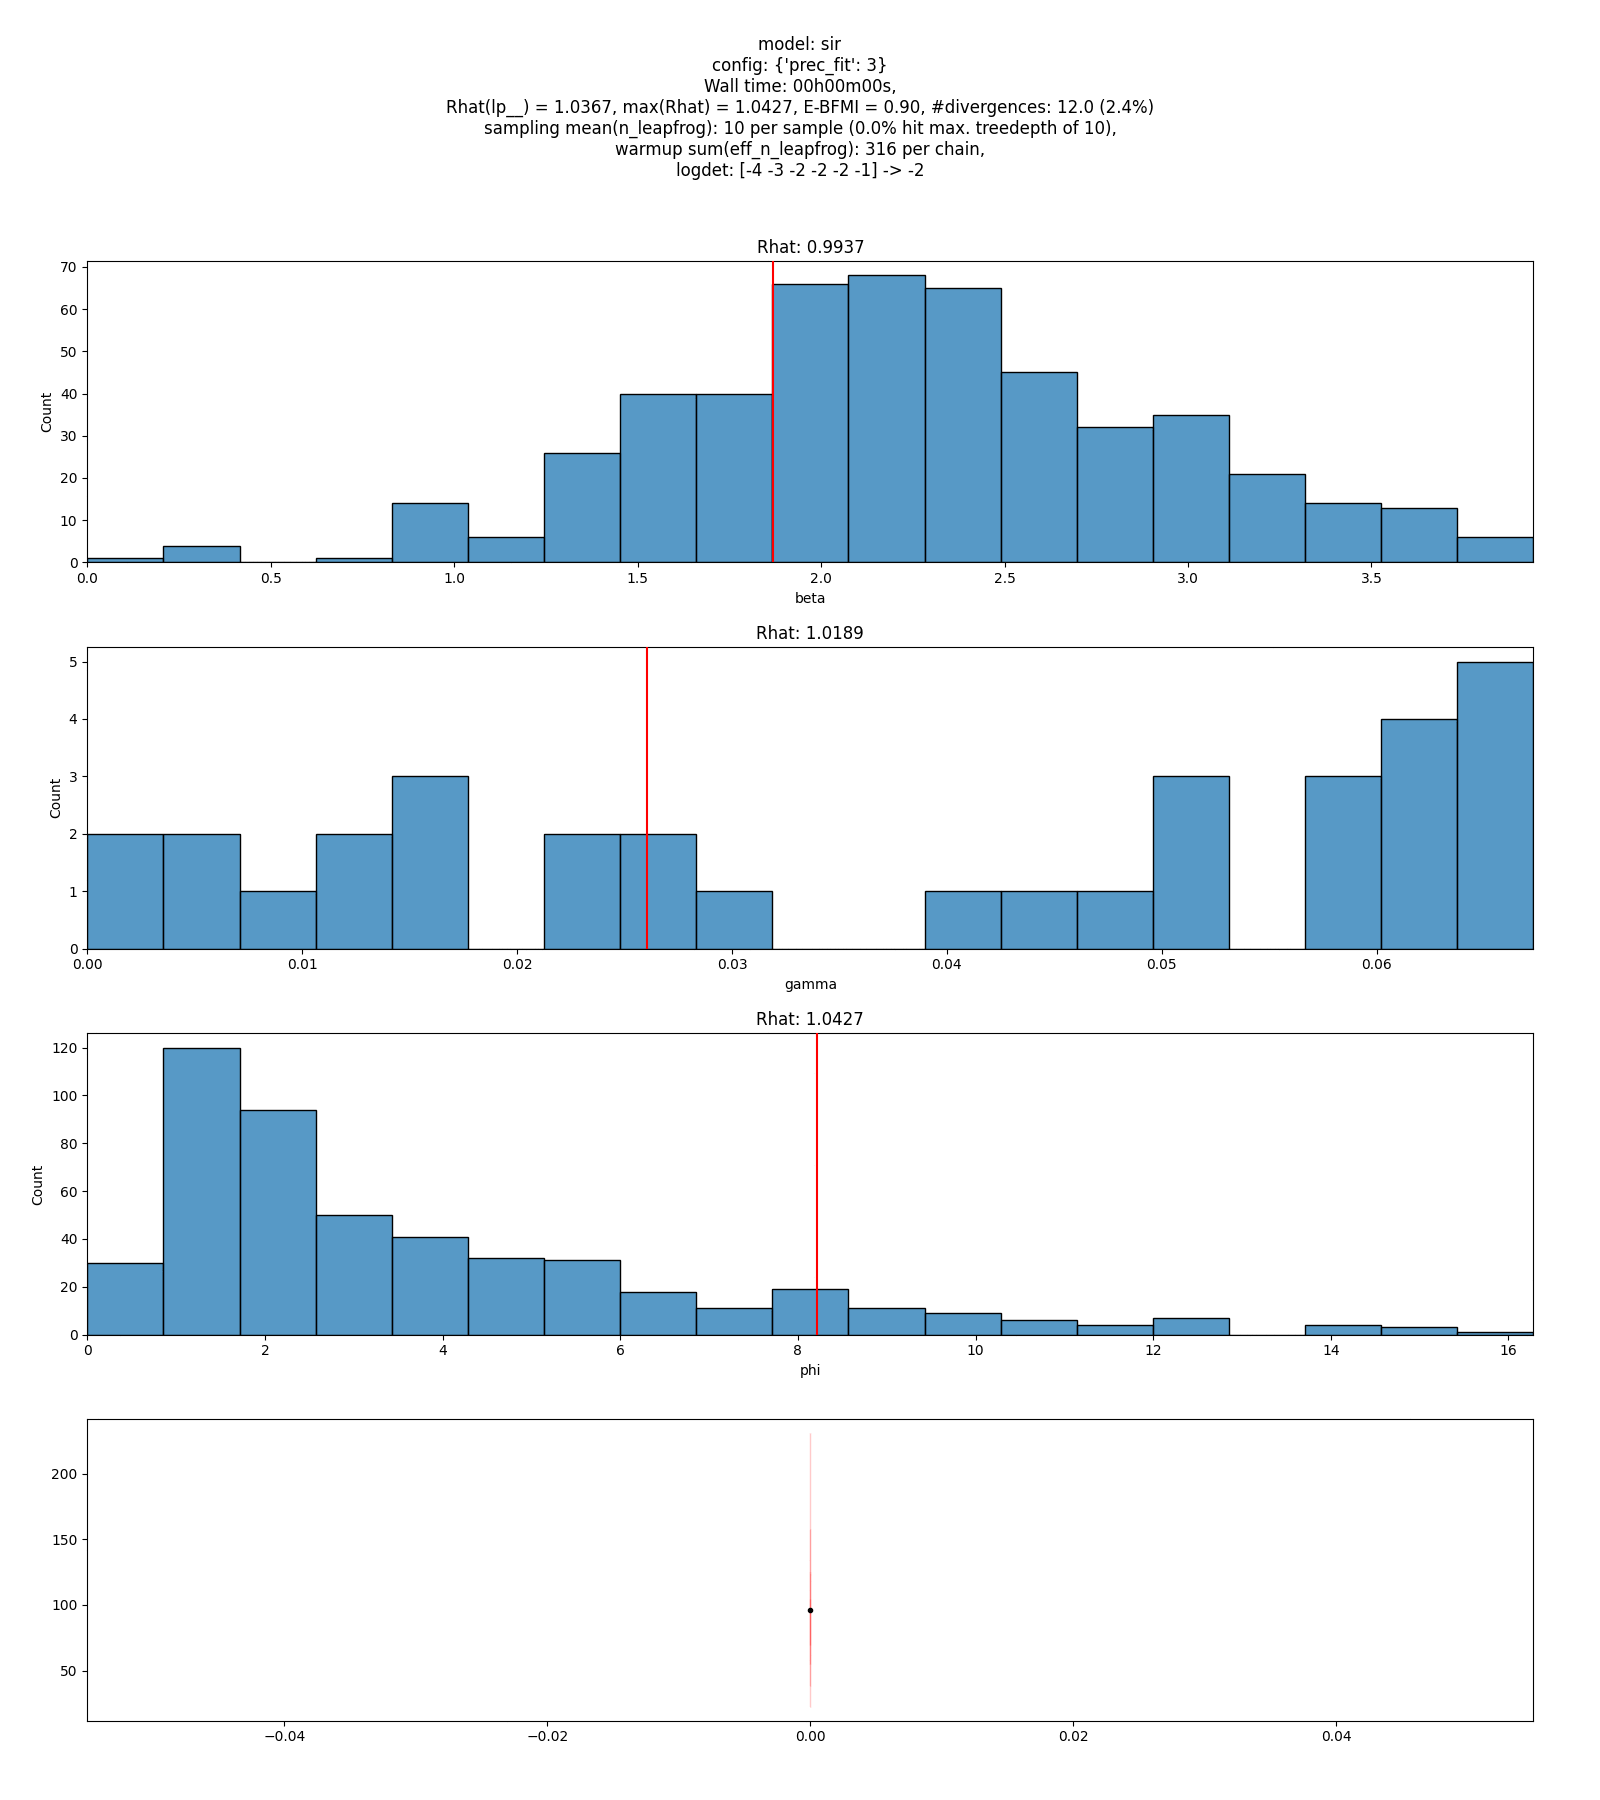 model: sir
config: {'prec_fit': 3}
Wall time: 00h00m00s,
Rhat(lp__) = 1.0367, max(Rhat) = 1.0427, E-BFMI = 0.90, #divergences: 12.0 (2.4%)
sampling mean(n_leapfrog): 10 per sample (0.0% hit max. treedepth of 10),
warmup sum(eff_n_leapfrog): 316 per chain,
logdet: [-4 -3 -2 -2 -2 -1] -> -2
Rhat: 0.9937
70
60
50
40
30
20
10
0
Count
0.0 0.5 1.0 1.5 2.0 2.5 3.0 3.5
beta
Rhat: 1.0189
5
4
3
2
1
0
Count
0.00 0.01 0.02 0.03 0.04 0.05 0.06
gamma
Rhat: 1.0427
120
100
80
60
40
20
0
Count
0 2 4 6 8 10 12 14 16
phi
200
150
100
50
−0.04 −0.02 0.00 0.02 0.04